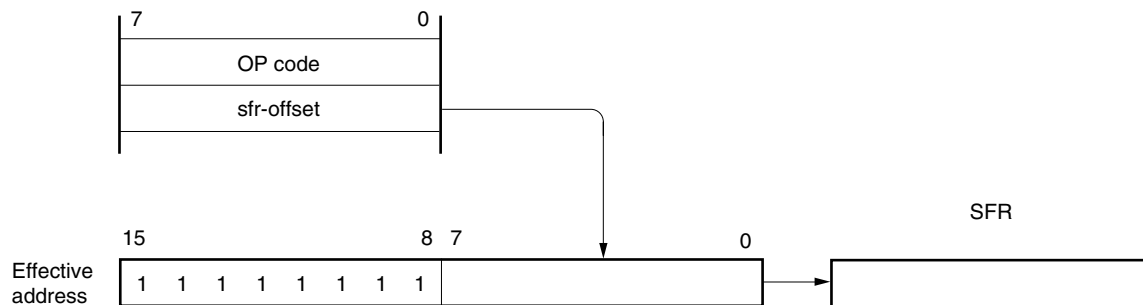 7 0
OP code
sfr-offset
SFR
15 8 7 0
Effective
address
1 1 1 1 1 1 1 1